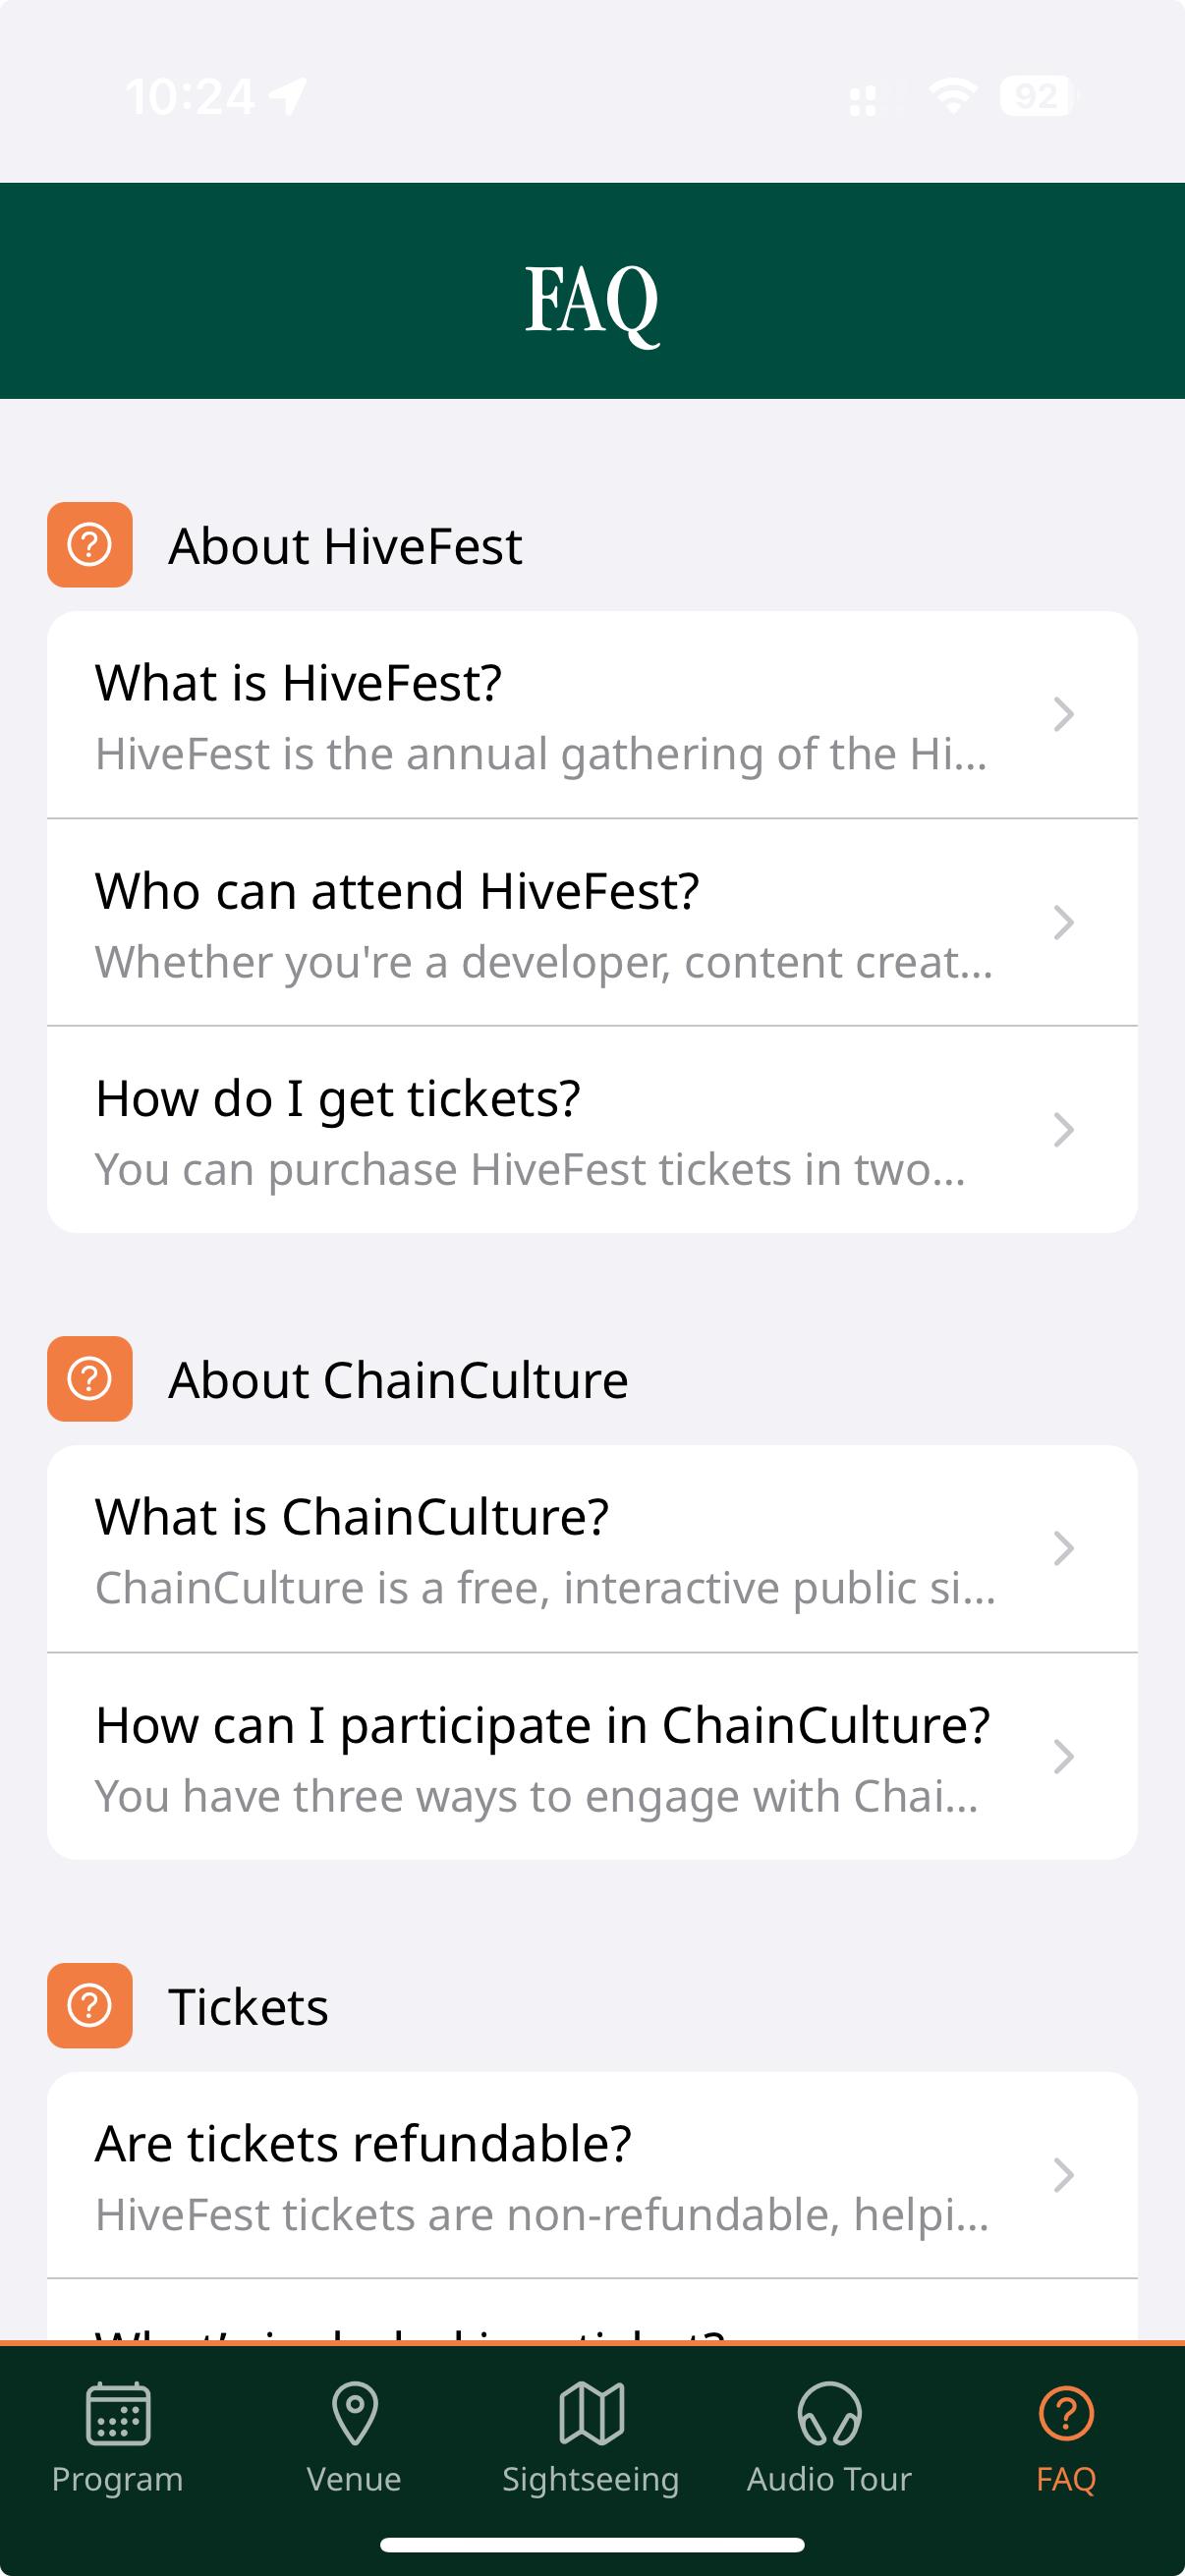 10:24
92
FAQ
About HiveFest
What is HiveFest?
HiveFest is the annual gathering of the Hi...
Who can attend HiveFest?
Whether you're a developer, content creat...
How do I get tickets?
You can purchase HiveFest tickets in two...
About ChainCulture
What is ChainCulture?
ChainCulture is a free, interactive public si...
How can I participate in ChainCulture?
You have three ways to engage with Chai...
Tickets
Are tickets refundable?
HiveFest tickets are non-refundable, helpi...
Program
Venue
Sightseeing
Audio Tour
FAQ